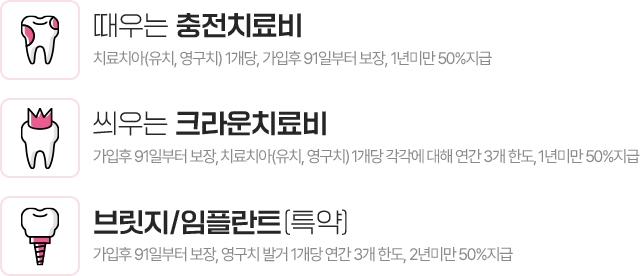 때우는 충전치료비
치료치아(유치, 영구치) 1개당, 가입후 91일부터 보장, 1년미만 50%지급
씌우는 크라운치료비
가입후 91일부터 보장, 치료치아(유치, 영구치) 1개당 각각에 대해 연간 3개 한도, 1년미만 50%지급
브릿지/임플란트(특약)
가입후 91일부터 보장, 영구치 발거 1개당 연간 3개 한도, 2년미만 50%지급